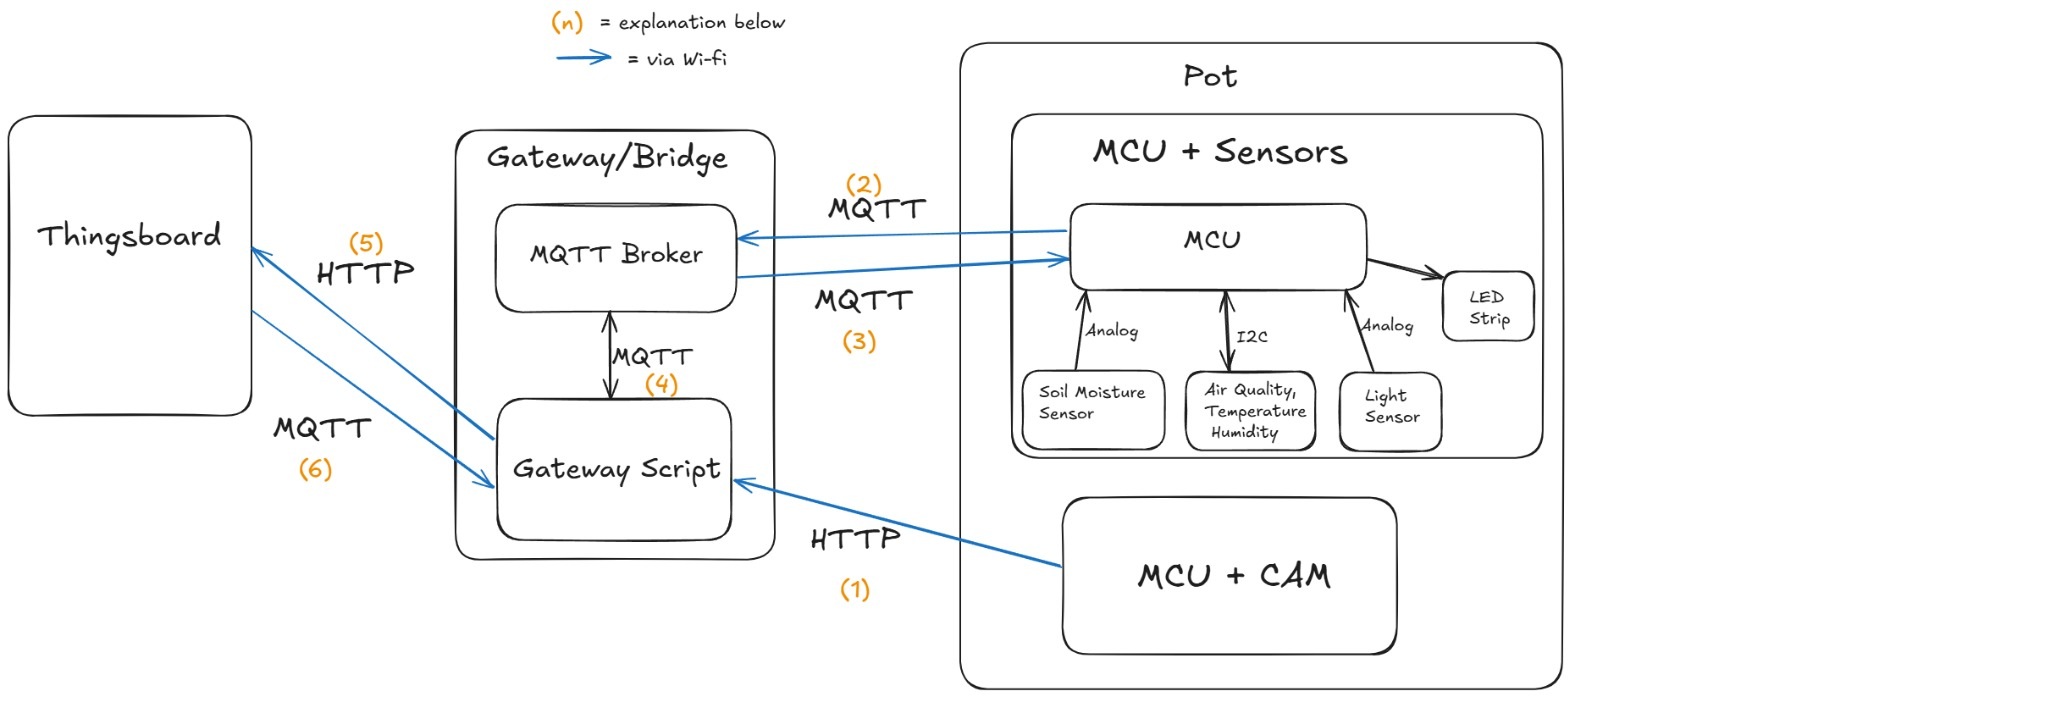 (n) = explanation below
= via Wi-fi
Pot
MCU + Sensors
Gateway/Bridge
Thingsboard
MQTT Broker
(2)
MQTT
MCU
(5)
HTTP
MQTT
(3)
LED
Strip
Analog
I2C
Analog
MQTT
(4)
Soil Moisture
Sensor
Air Quality,
Temperature
Humidity
Light
Sensor
MQTT
(6)
Gateway Script
HTTP
(1)
MCU + CAM